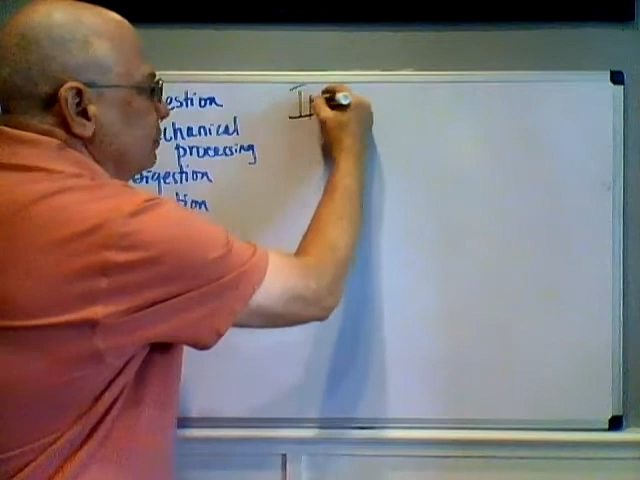 estion
chanical
processing
Digestion
tion
I